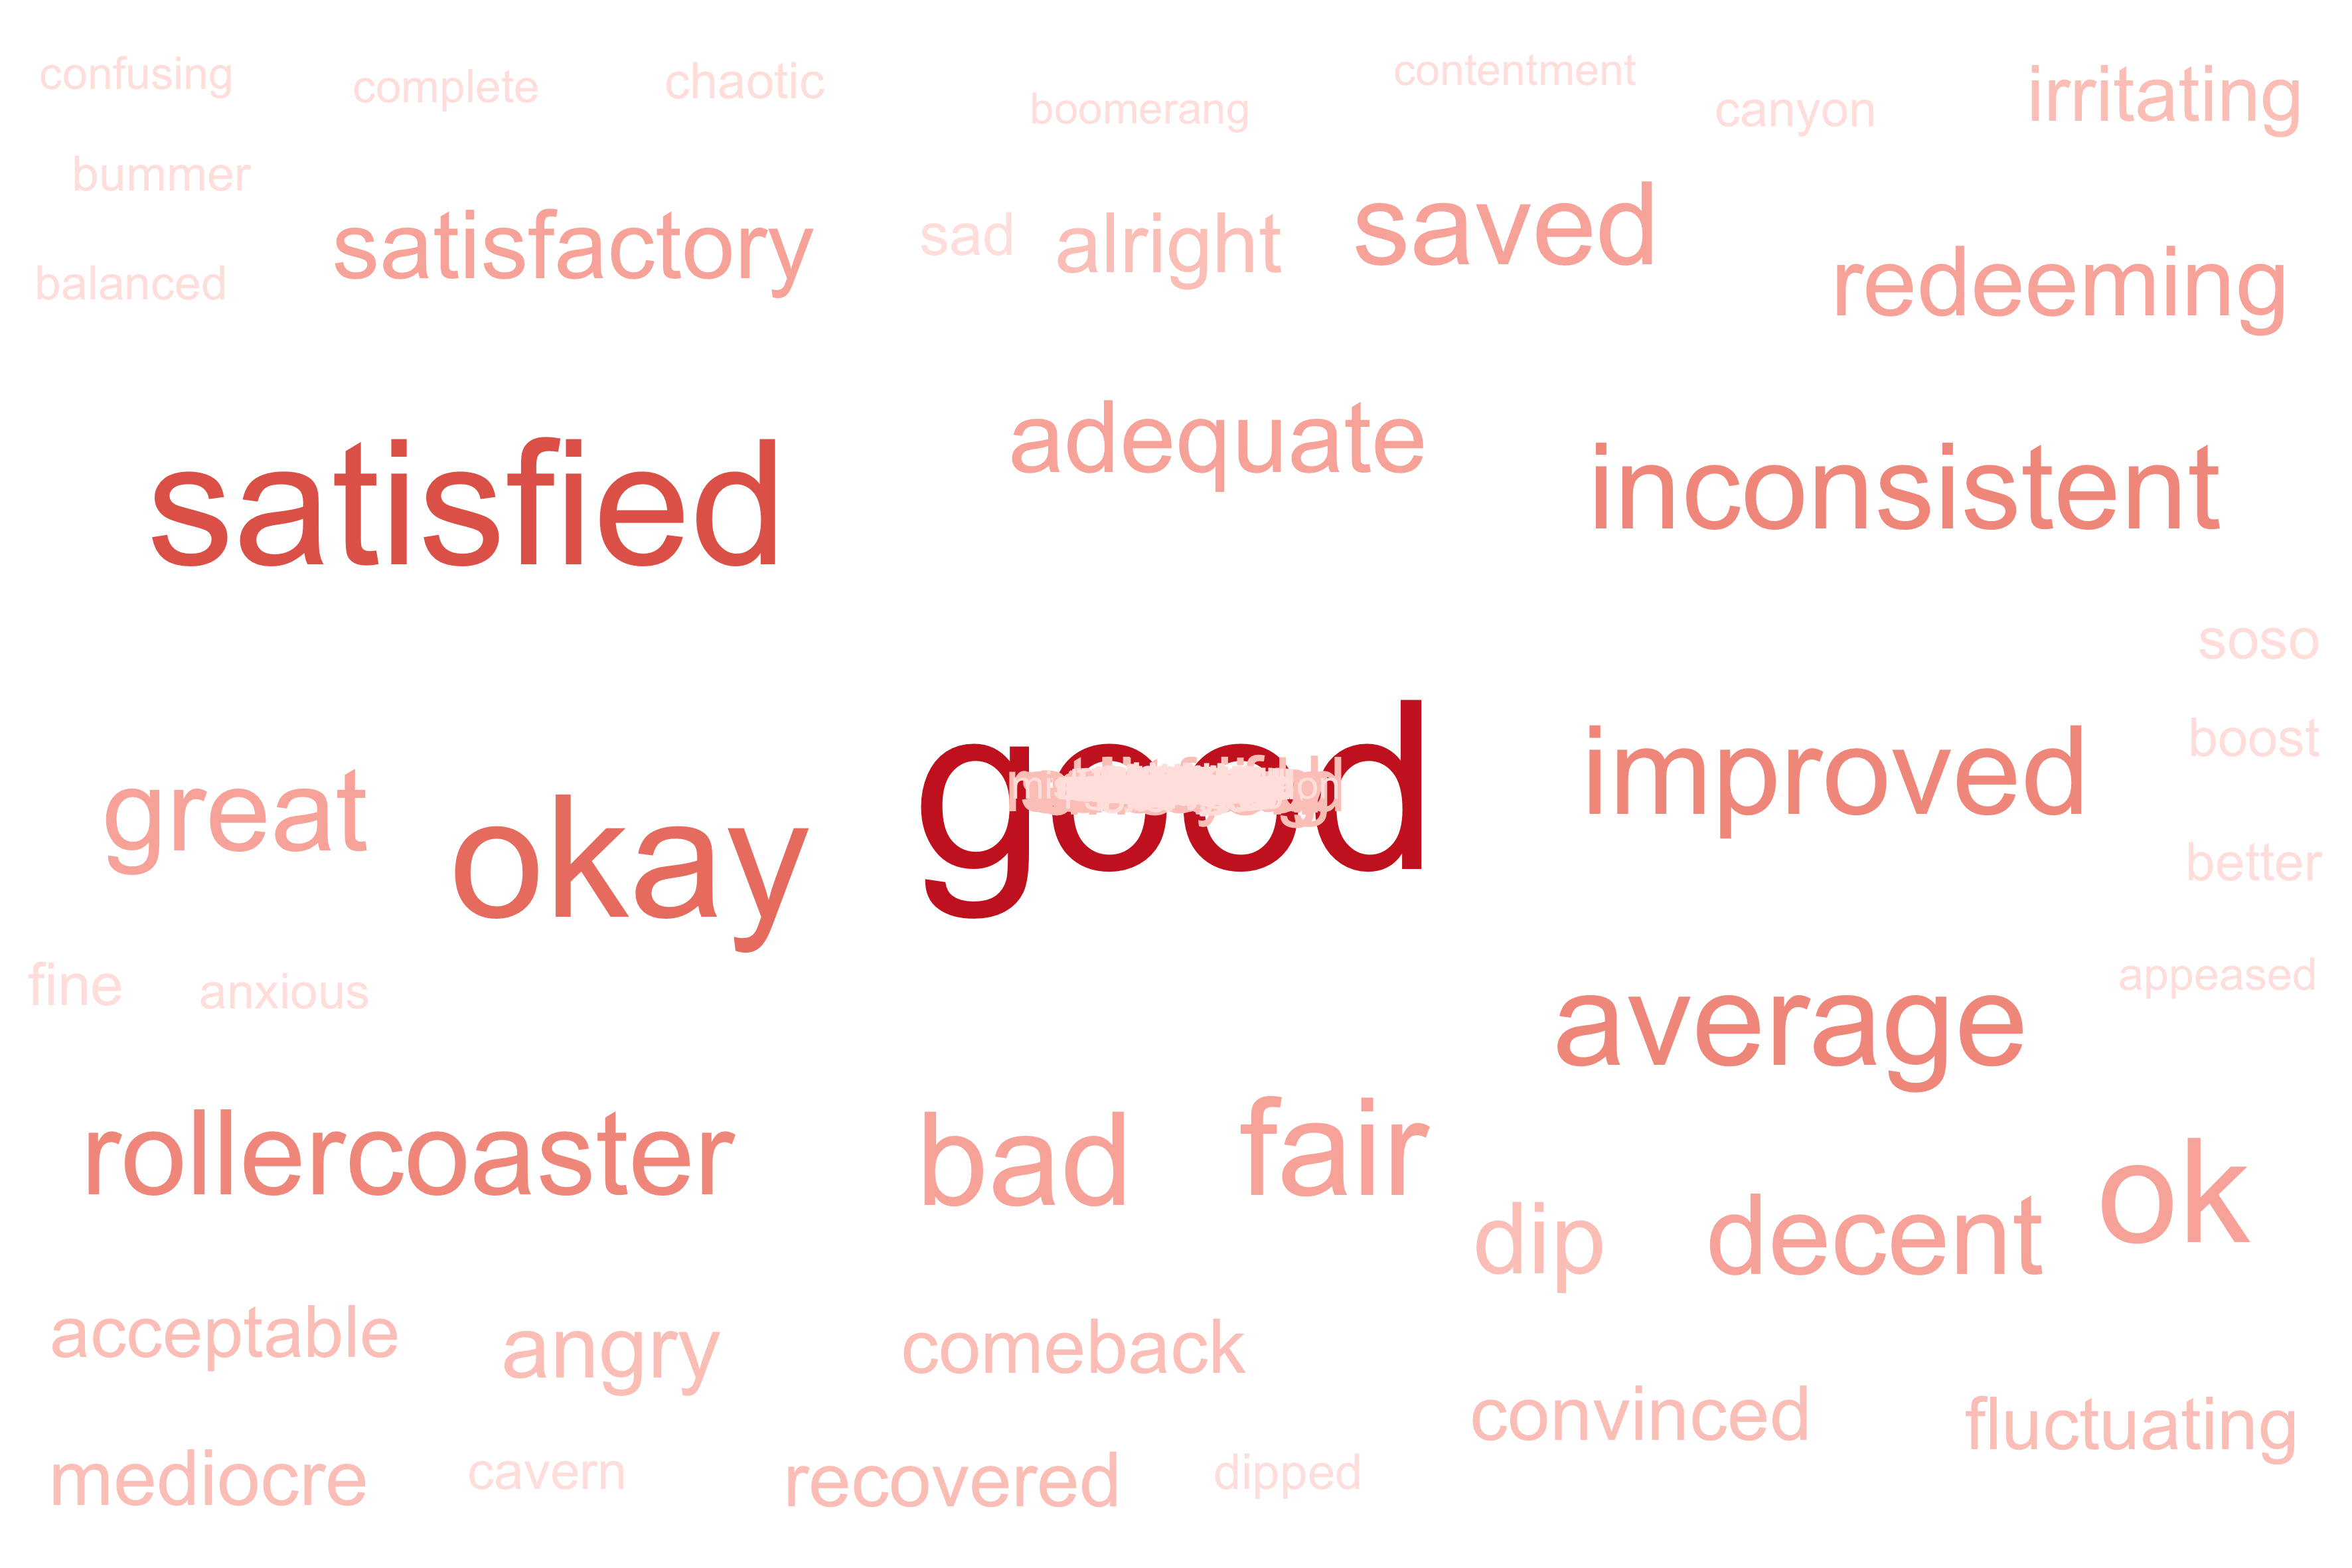 confusing
complete
chaotic
boomerang
contentment
canyon
irritating
bummer
satisfactory
sad
alright
saved
redeeming
balanced
adequate
satisfied
inconsistent
soso
good
improved
boost
great
okay
better
fine
anxious
average
appeased
rollercoaster
bad
fair
dip
decent
ok
acceptable
angry
comeback
convinced
fluctuating
mediocre
cavern
recovered
dipped